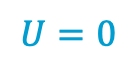 U = 0